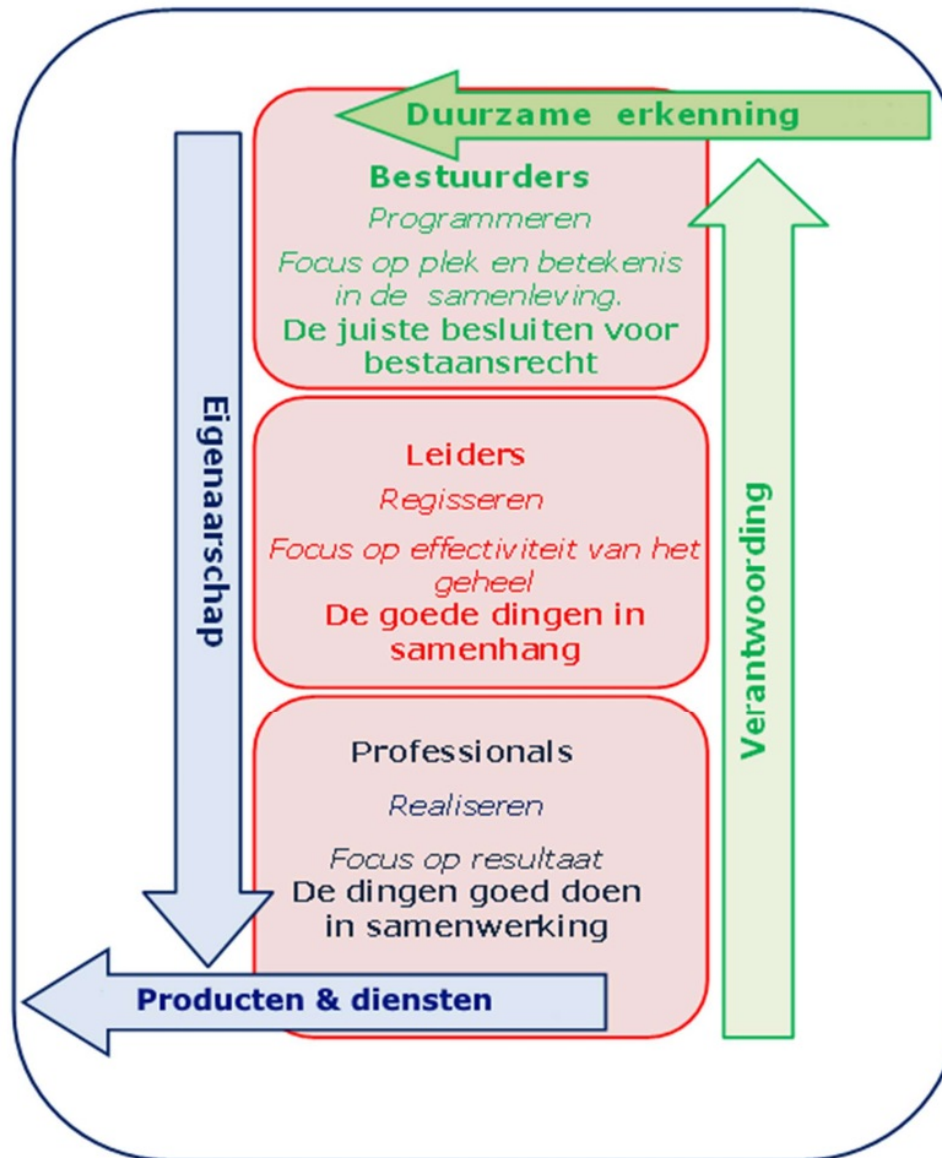 Duurzame erkenning
Bestuurders
Programmeren
Focus op plek en betekenis
in de samenleving.
De juiste besluiten voor
bestaansrecht
Eigenaarschap
Leiders
Regisseren
Focus op effectiviteit van het
geheel
De goede dingen in
samenhang
Verantwoording
Professionals
Realiseren
Focus op resultaat
De dingen goed doen
in samenwerking
Producten & diensten